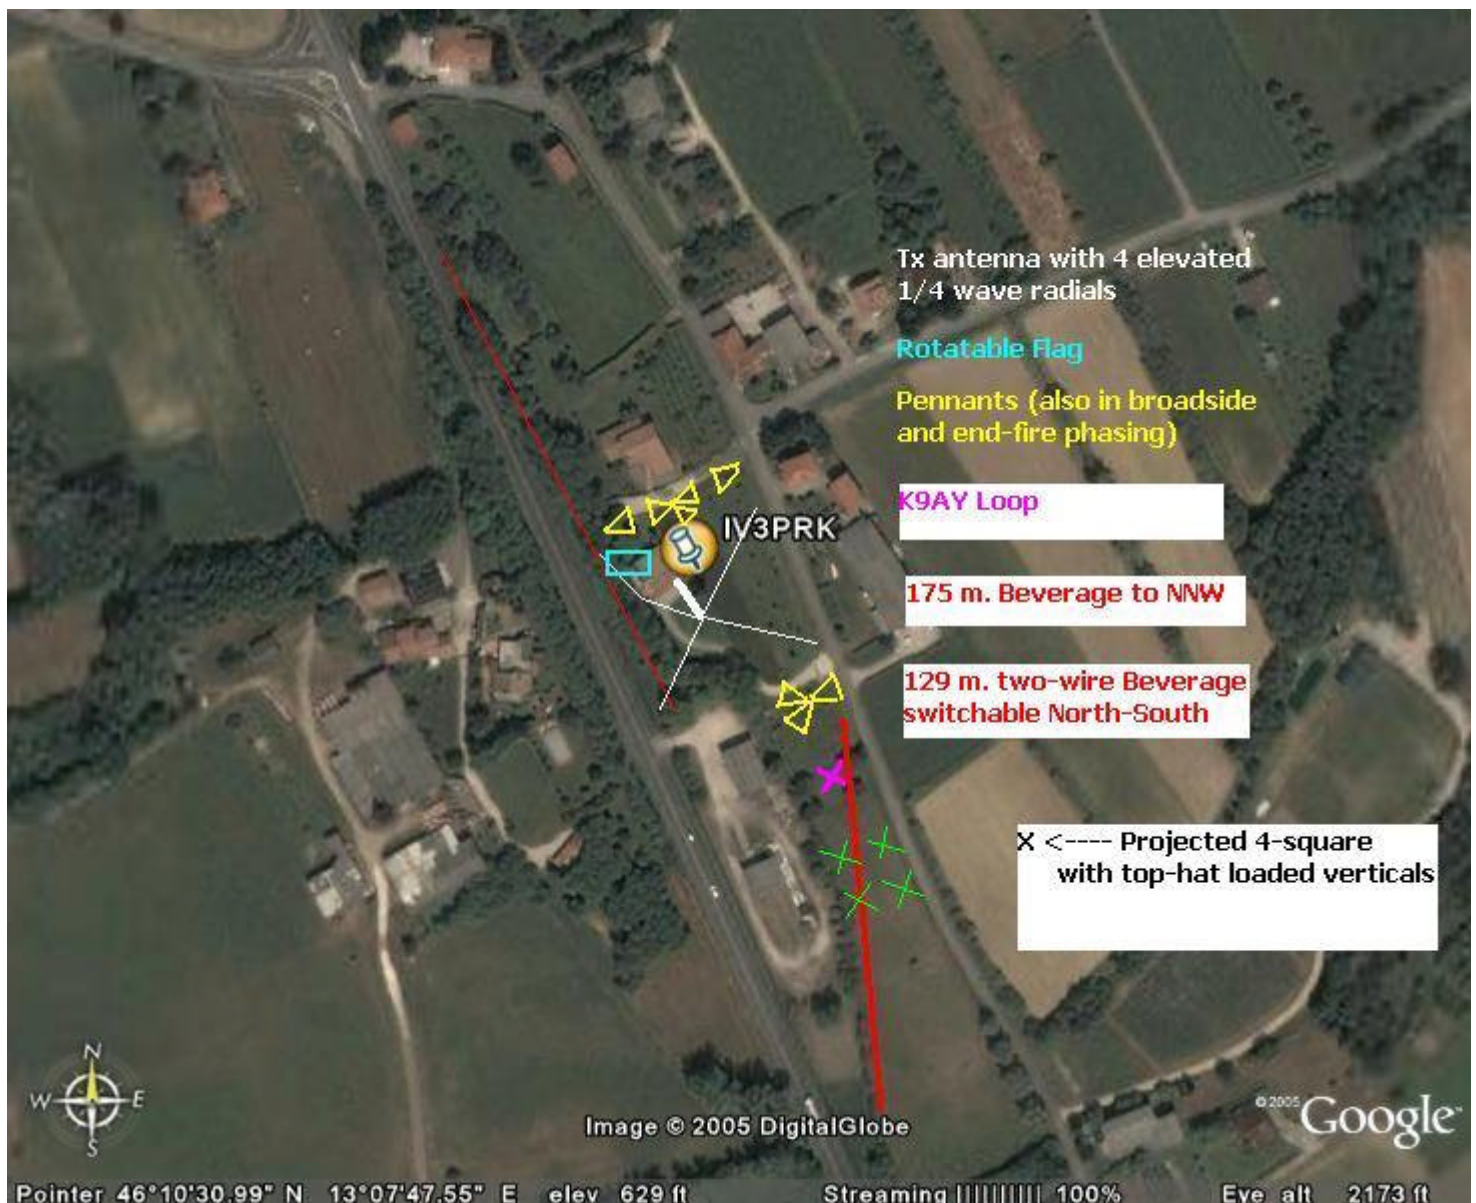 Tx antenna with 4 elevated
1/4 wave radials
Rotatable Flag
Pennants (also in broadside
and end-fire phasing)
K9AY Loop
IV3PRK
175 m. Beverage to NNW
129 m. two-wire Beverage
switchable North-South
X <---- Projected 4-square
with top-hat loaded verticals
N
W E
S
Image © 2005 DigitalGlobe
©2005 Google™
Pointer 46°10'30.99" N 13°07'47.55" E elev 629 ft Streaming |||||||||| 100% Eye alt 2173 ft